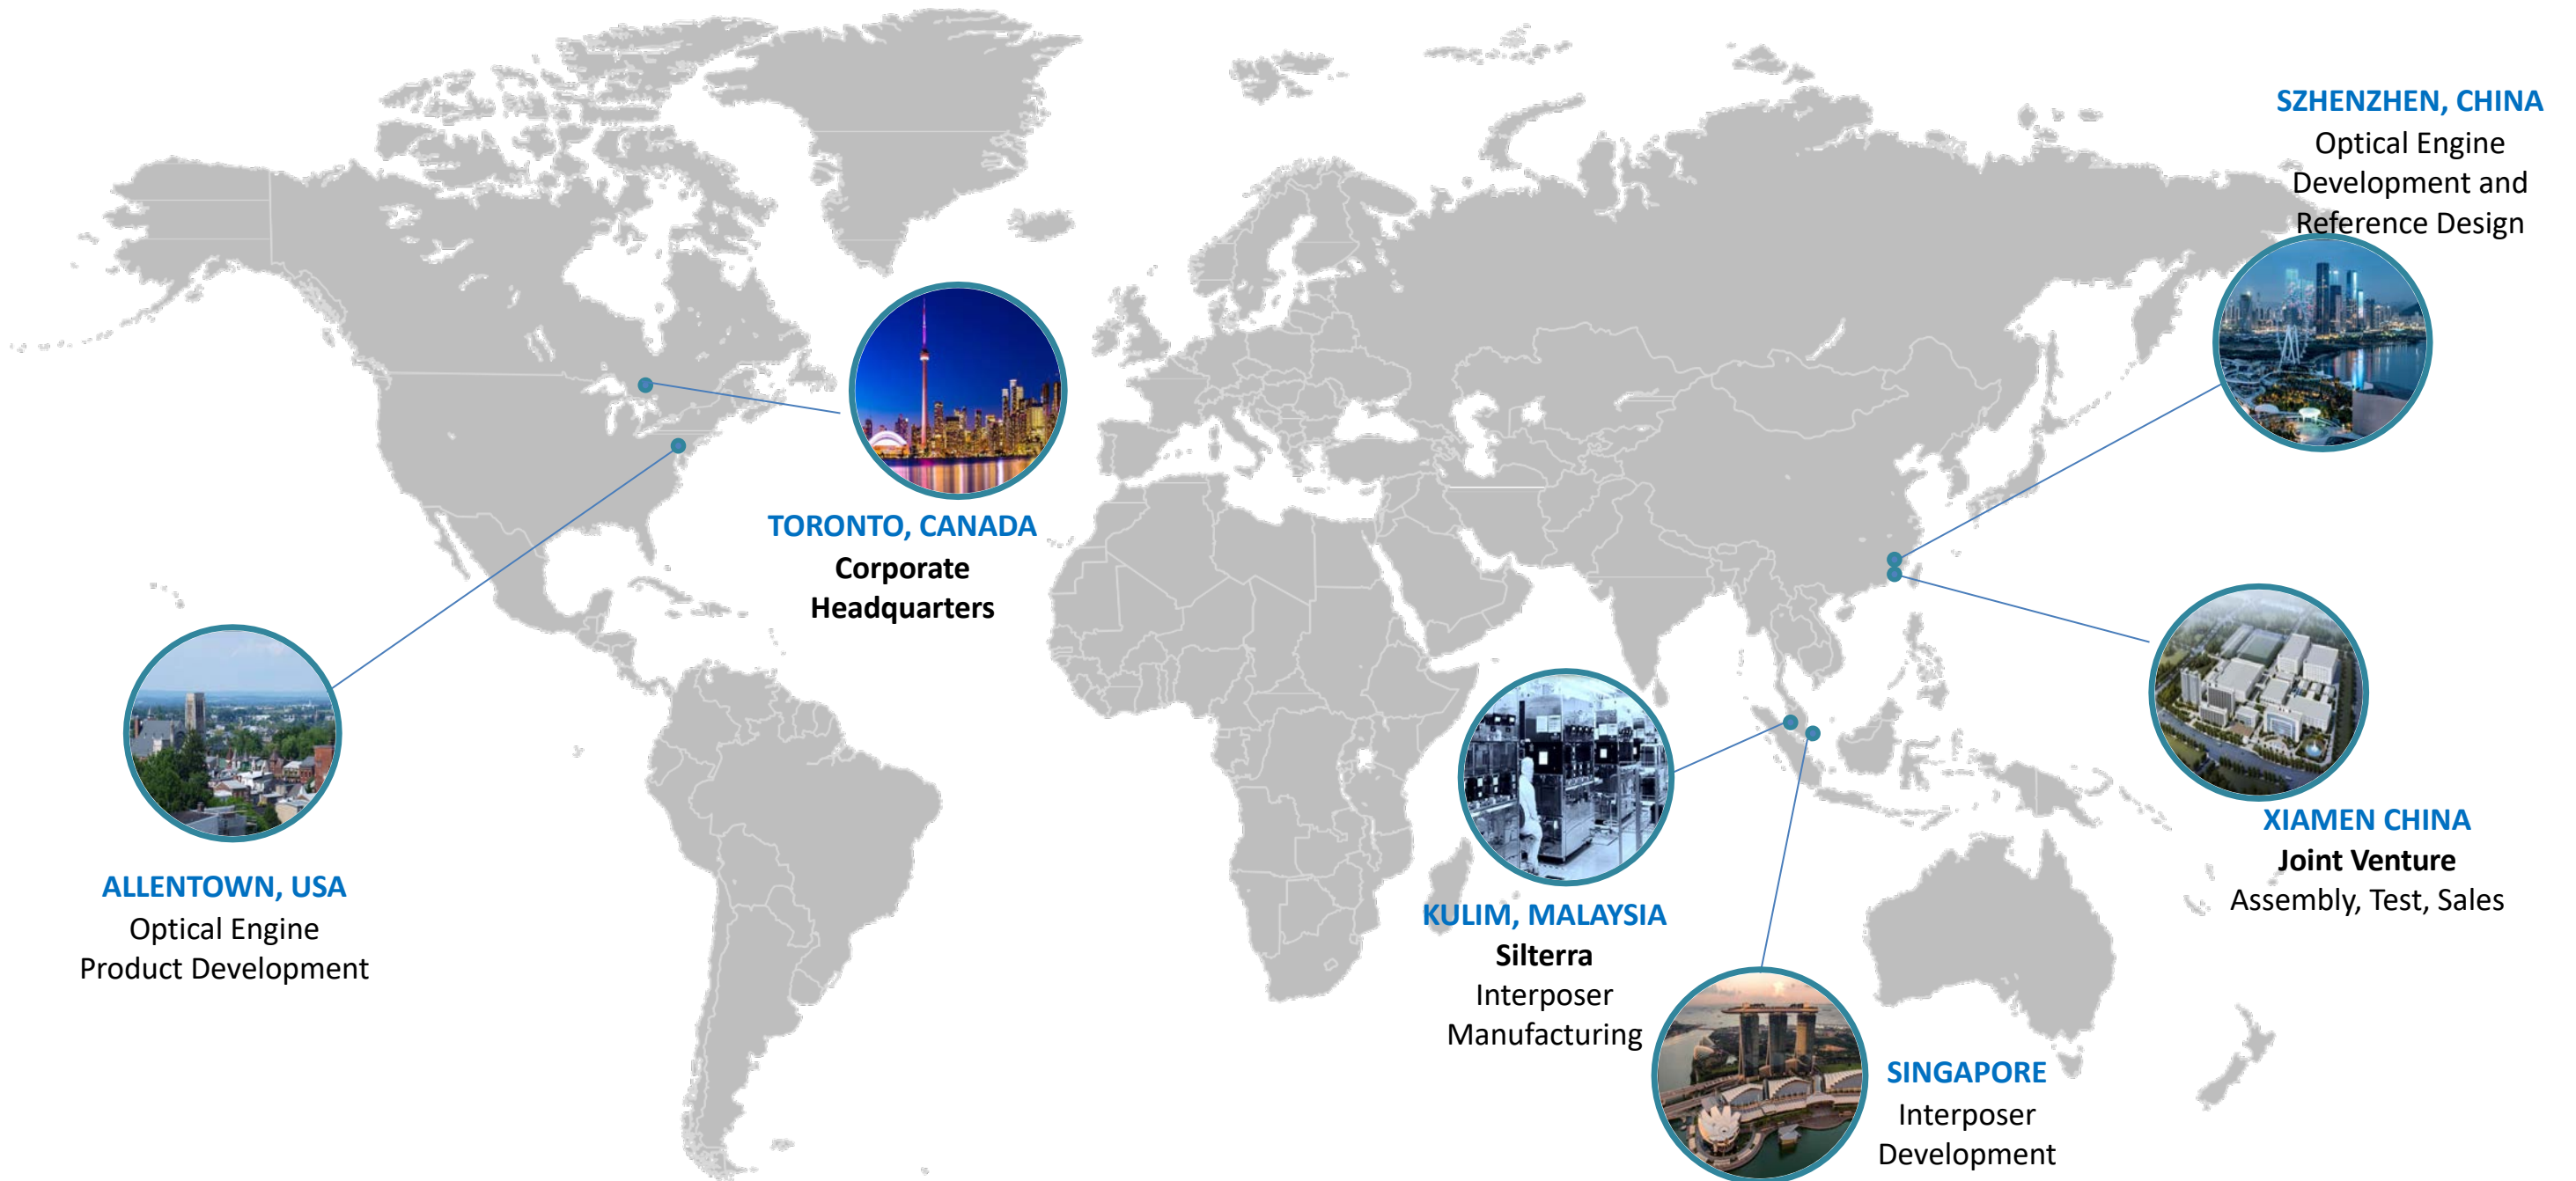 SZHENZHEN, CHINA
Optical Engine
Development and
Reference Design
TORONTO, CANADA
Corporate
Headquarters
ALLENTOWN, USA
Optical Engine
Product Development
XIAMEN CHINA
Joint Venture
Assembly, Test, Sales
KULIM, MALAYSIA
Silterra
Interposer
Manufacturing
SINGAPORE
Interposer
Development